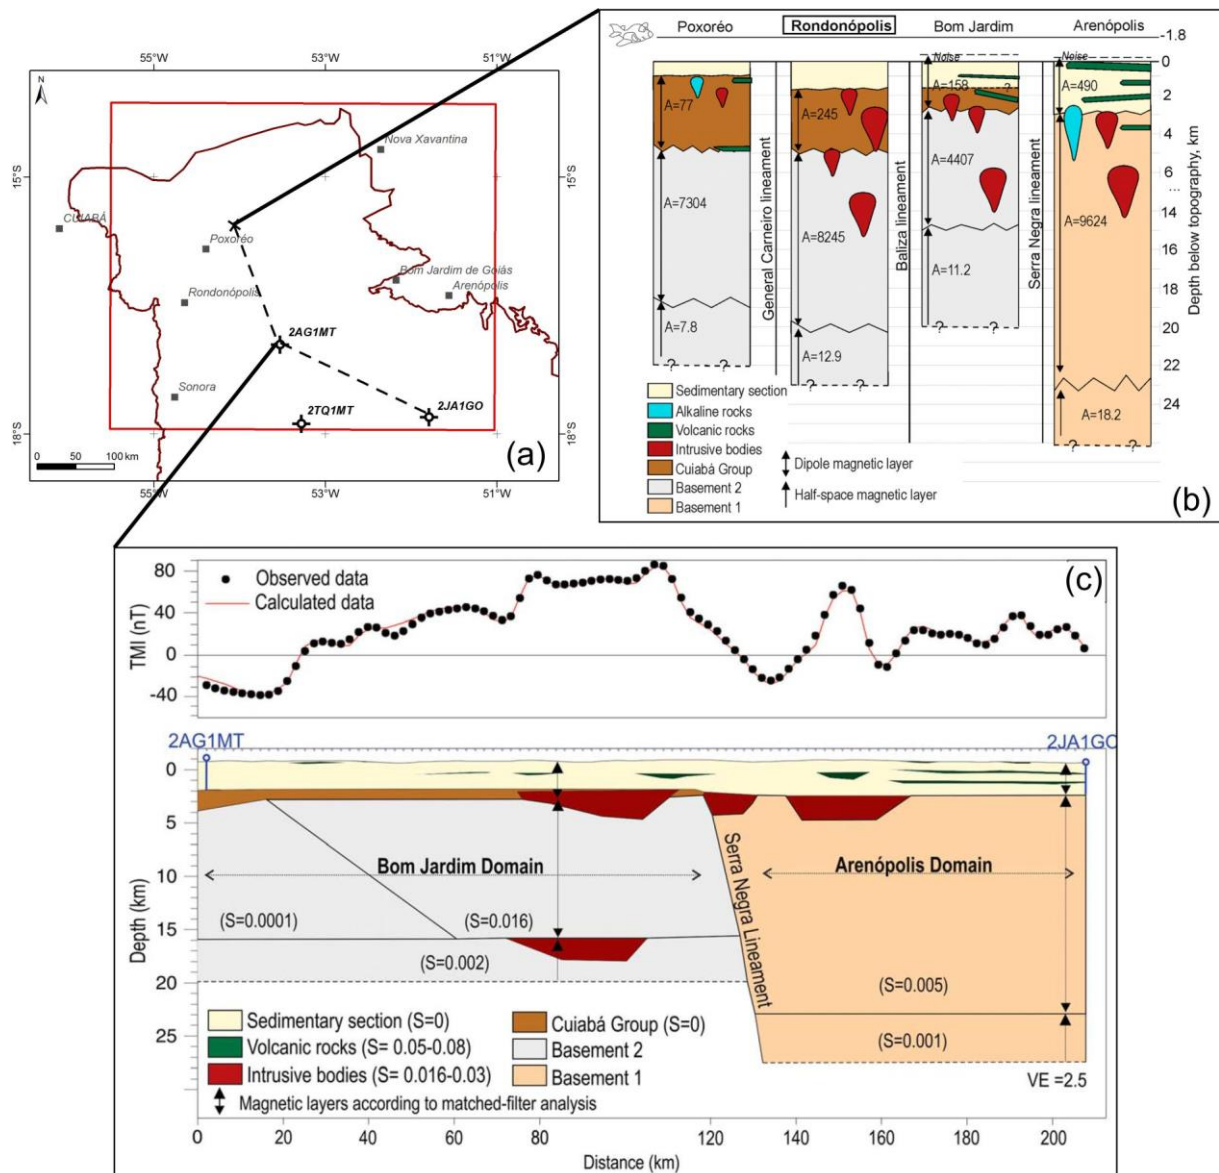 55°W
53°W
51°W
N
Nova Xavantina
15°S
15°S
CUIABÁ
Poxoréo
Bom Jardim de Goiás
Arenópolis
Rondonópolis
2AG1MT
Sonora
2TQ1MT
2JA1GO
18°S
18°S
(a)
0 50 100 km
55°W
53°W
51°W
(b)
Poxoréo
Rondonópolis
Bom Jardim
Arenópolis
-1.8
Noise
Noise
0
A=77
A=245
A=158
?
A=490
2
4
6
...
14
16
18
20
22
24
Depth below topography, km
A=7304
A=8245
A=4407
A=9624
A=11.2
A=7.8
A=12.9
A=18.2
? ?
? ?
? ?
? ?
General Carneiro lineament
Baliza lineament
Serra Negra lineament
Sedimentary section
Alkaline rocks
Volcanic rocks
Intrusive bodies
Cuiabá Group
Basement 2
Basement 1
Dipole magnetic layer
Half-space magnetic layer
(c)
80
40
0
-40
TMI (nT)
Observed data
Calculated data
2AG1MT
2JA1GO
0
5
10
15
20
25
Depth (km)
Bom Jardim Domain
Arenópolis Domain
Serra Negra Lineament
(S=0.0001)
(S=0.016)
(S=0.002)
(S=0.005)
(S=0.001)
Sedimentary section (S=0)
Volcanic rocks (S= 0.05-0.08)
Intrusive bodies (S= 0.016-0.03)
Magnetic layers according to matched-filter analysis
Cuiabá Group (S=0)
Basement 2
Basement 1
VE =2.5
0 20 40 60 80 100 120 140 160 180 200
Distance (km)